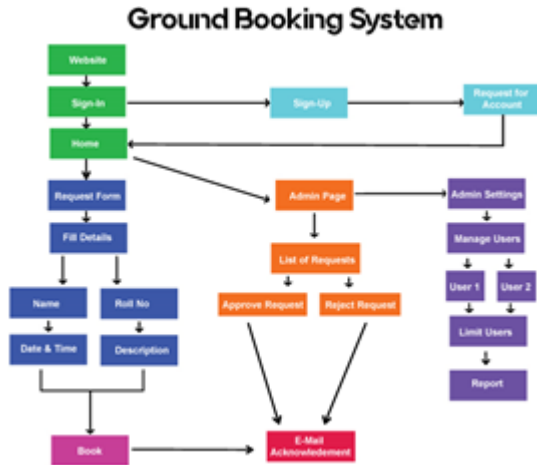 Ground Booking System
Website
Sign-In
Sign-Up
Request for
Account
Home
Request Form
Admin Page
Admin Settings
Fill Details
List of Requests
Manage Users
Name
Roll No
Approve Request
Reject Request
User 1
User 2
Date & Time
Description
Limit Users
Report
Book
E-Mail
Acknowledement